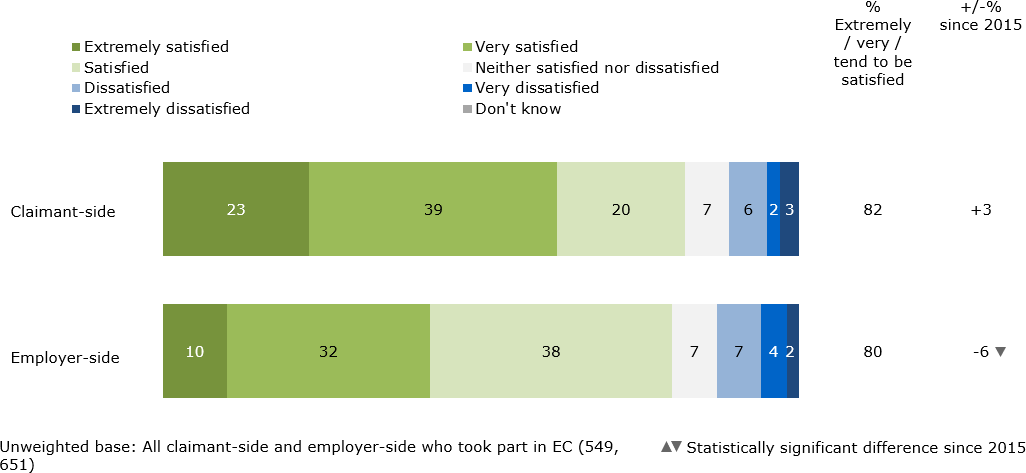 %
Extremely
/ very /
tend to be
satisfied
+/-%
since 2015
Extremely satisfied
Very satisfied
Satisfied
Neither satisfied nor dissatisfied
Dissatisfied
Very dissatisfied
Extremely dissatisfied
Don't know
Claimant-side 23 39 20 7 6 2 3 82 +3
Employer-side 10 32 38 7 7 4 2 80 -6 ▼
Unweighted base: All claimant-side and employer-side who took part in EC (549,
651)
▲▼ Statistically significant difference since 2015